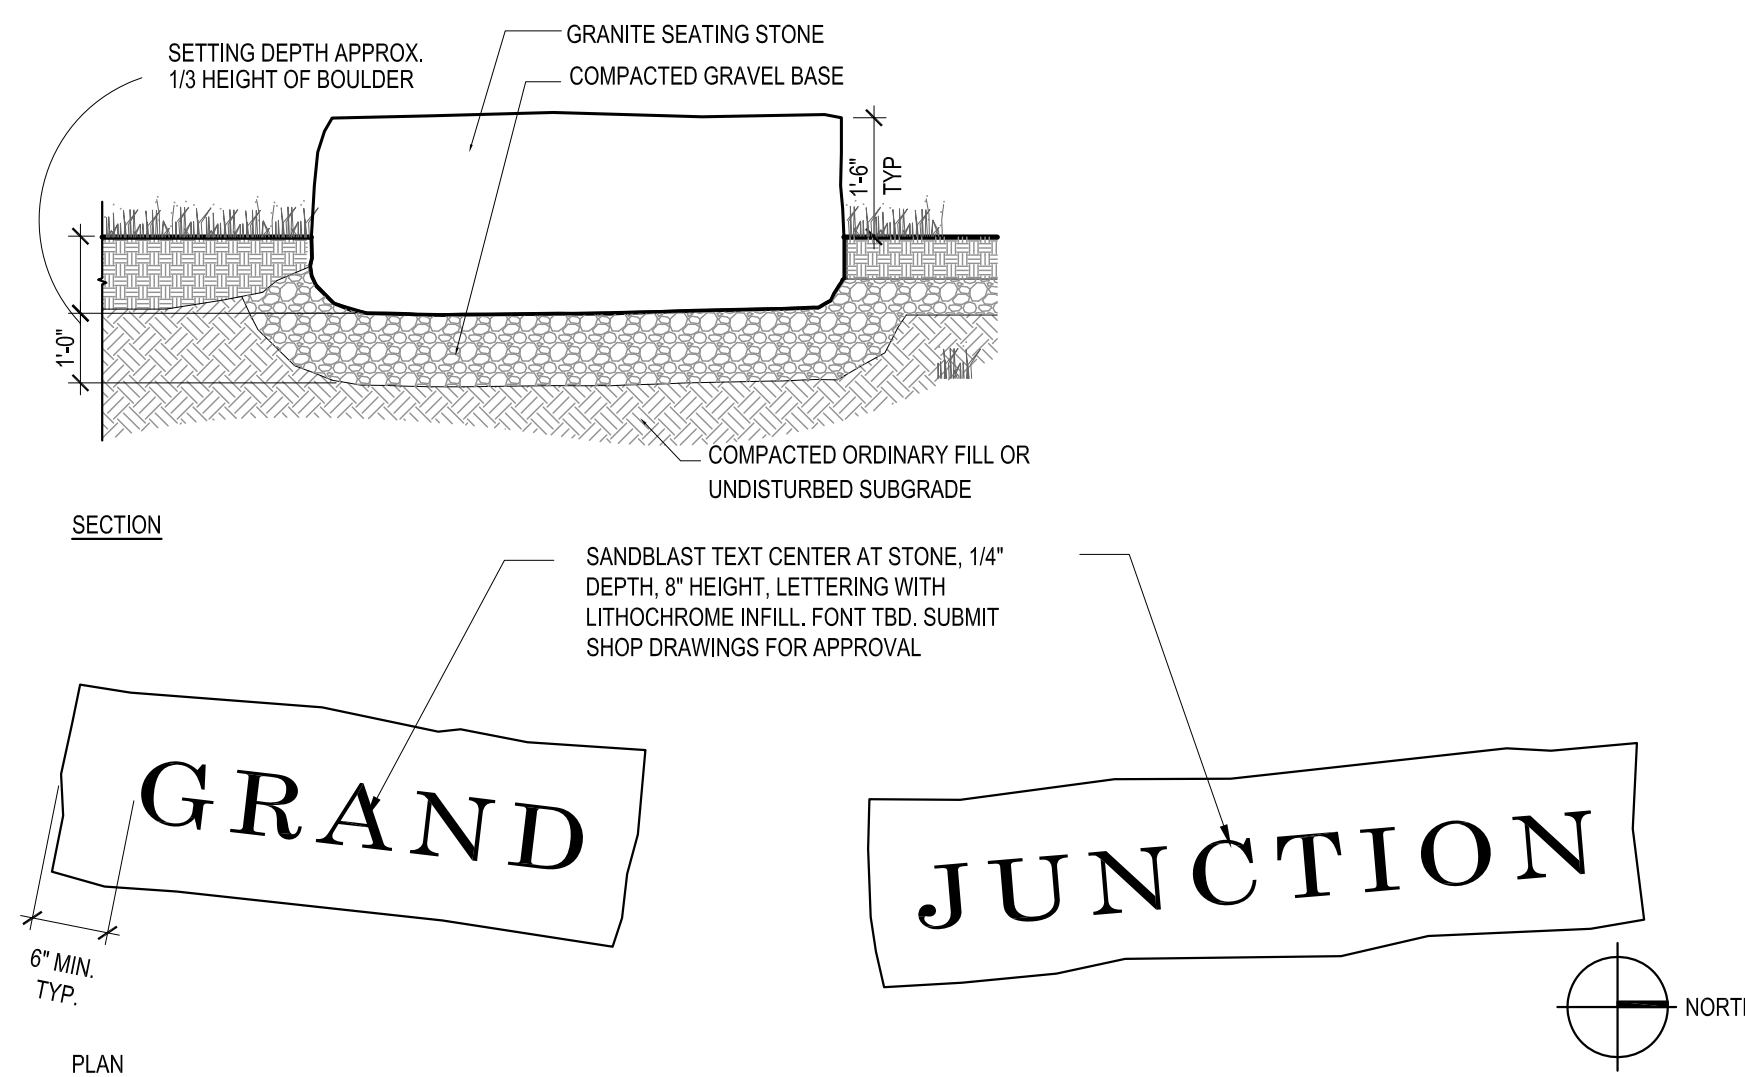 SETTING DEPTH APPROX.
1/3 HEIGHT OF BOULDER
GRANITE SEATING STONE
COMPACTED GRAVEL BASE
1'-6"
TYP
1'-0"
COMPACTED ORDINARY FILL OR
UNDISTURBED SUBGRADE
SECTION
SANDBLAST TEXT CENTER AT STONE, 1/4"
DEPTH, 8" HEIGHT, LETTERING WITH
LITHOCHROME INFILL. FONT TBD. SUBMIT
SHOP DRAWINGS FOR APPROVAL
GRAND
JUNCTION
6" MIN.
TYP.
NORTH
PLAN